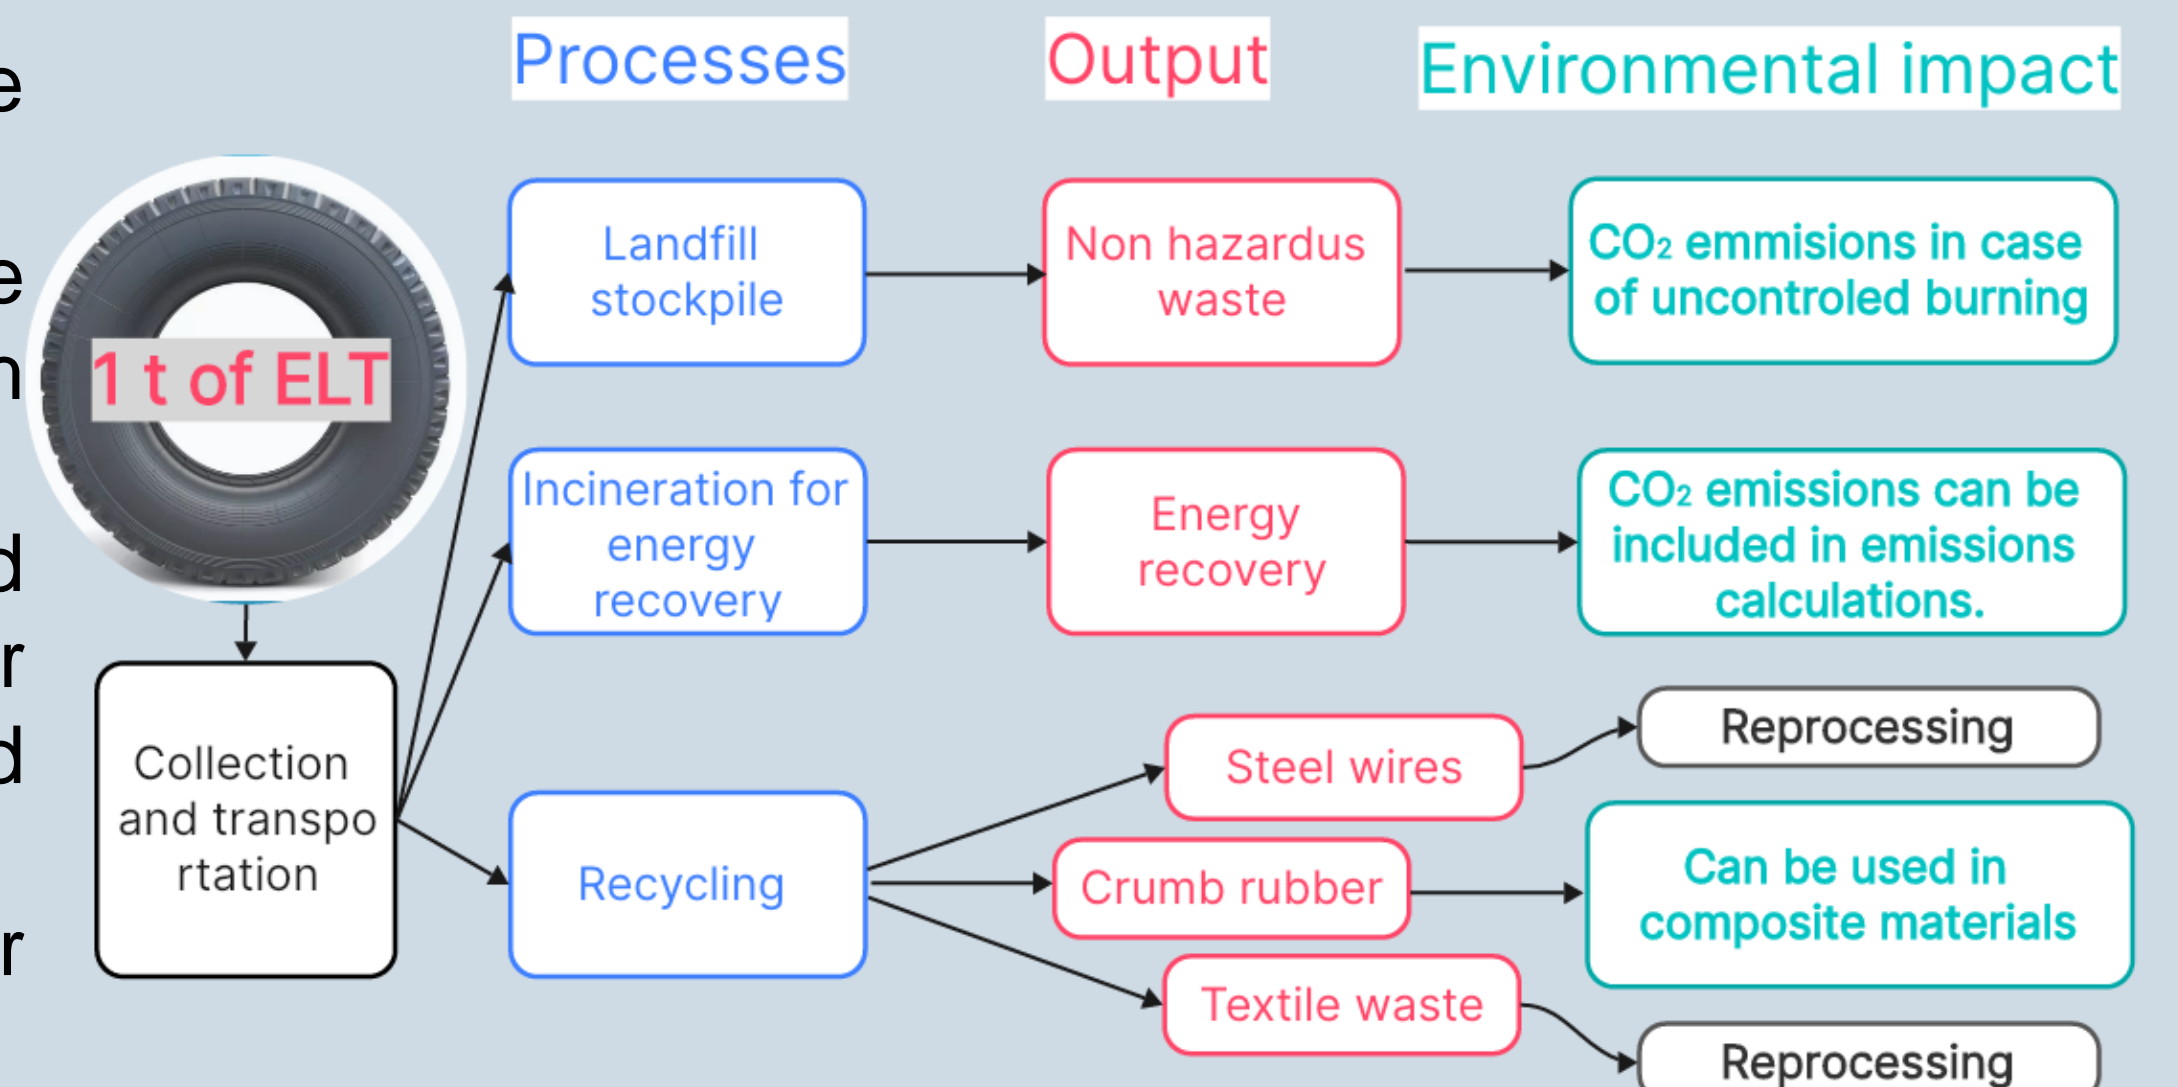 Processes
Output
Environmental impact
1 t of ELT
Landfill
stockpile
Non hazardus
waste
CO₂ emmisions in case
of uncontroled burning
Incineration for
energy
recovery
Energy
recovery
CO₂ emissions can be
included in emissions
calculations.
Collection
and transpo
rtation
Recycling
Steel wires
Reprocessing
Crumb rubber
Can be used in
composite materials
Textile waste
Reprocessing